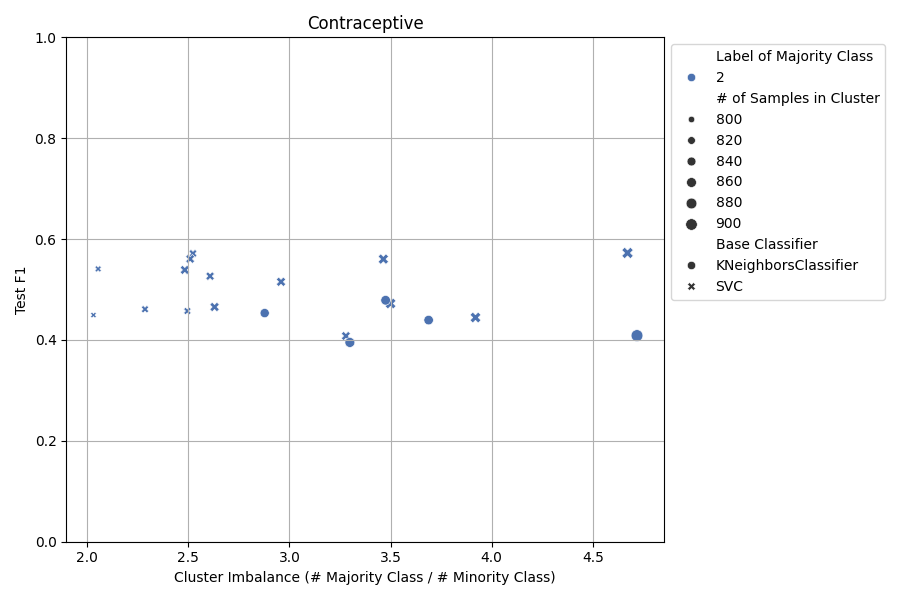 Contraceptive
1.0
0.8
0.6
0.4
0.2
0.0
Test F1
2.0 2.5 3.0 3.5 4.0 4.5
Cluster Imbalance (# Majority Class / # Minority Class)
Label of Majority Class
2
# of Samples in Cluster
800
820
840
860
880
900
Base Classifier
KNeighborsClassifier
SVC